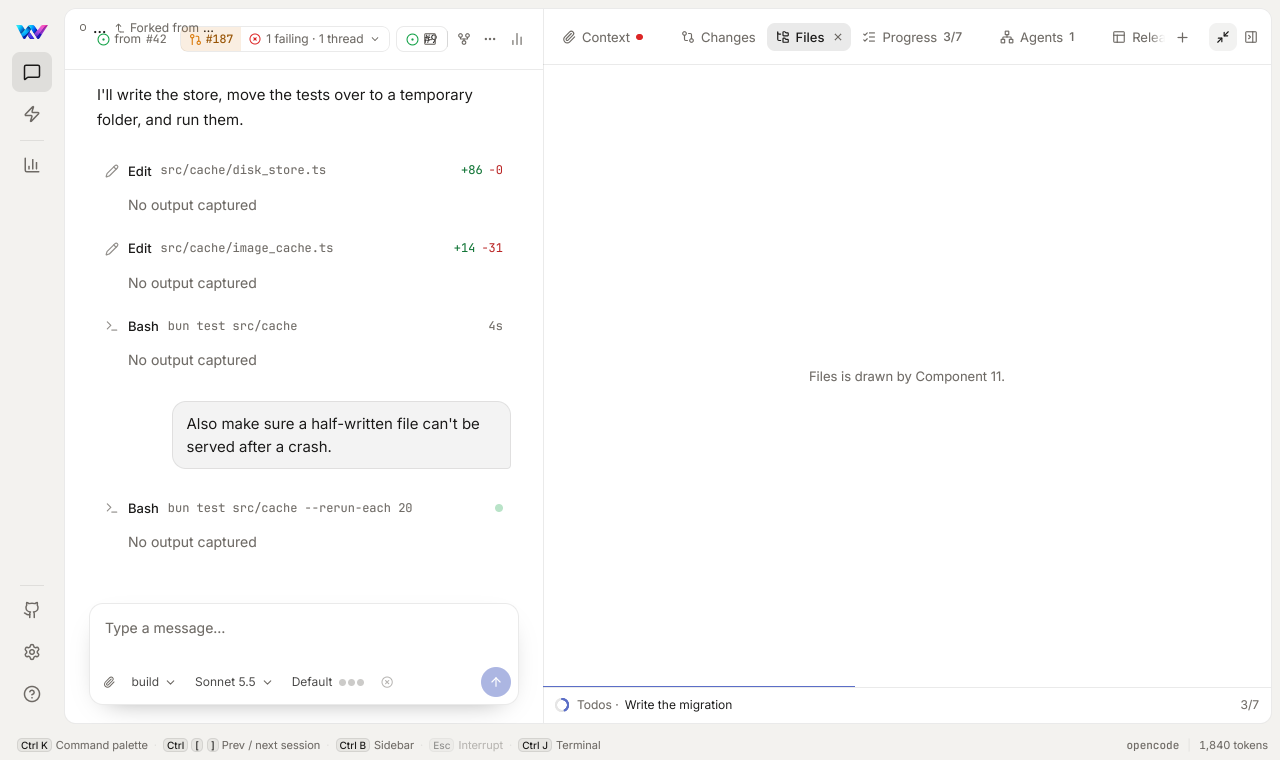 ... Forked from ...
from #42 #187 1 failing · 1 thread
Context Changes Files Progress 3/7 Agents 1
I'll write the store, move the tests over to a temporary
folder, and run them.
Edit src/cache/disk_store.ts +86 -0
No output captured
Edit src/cache/image_cache.ts +14 -31
No output captured
Bash bun test src/cache 4s
No output captured
Also make sure a half-written file can't be
served after a crash.
Bash bun test src/cache --rerun-each 20
No output captured
Type a message...
build Sonnet 5.5 Default
Files is drawn by Component 11.
Todos · Write the migration 3/7
Ctrl K Command palette Ctrl [ ] Prev / next session Ctrl B Sidebar Esc Interrupt Ctrl J Terminal opencode 1,840 tokens